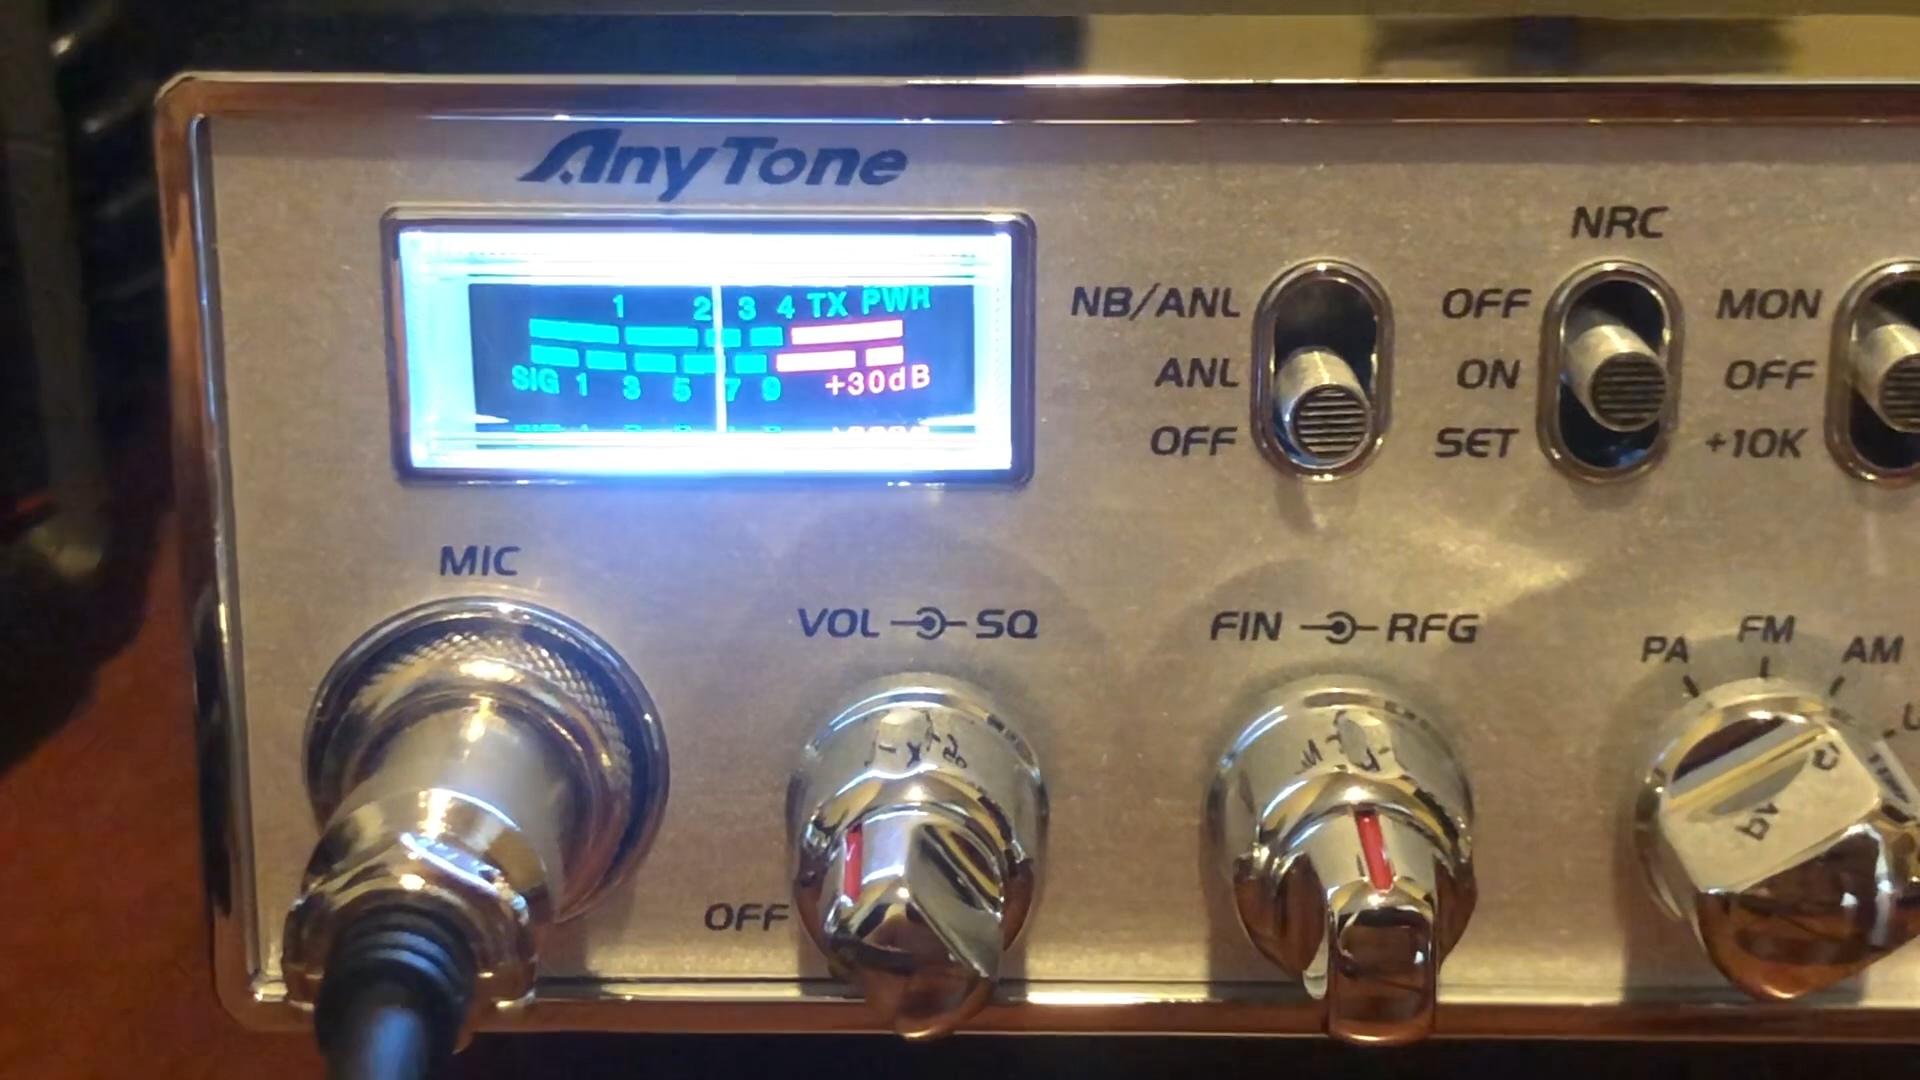 AnyTone
1 2 3 4 TX PWR
SIG 1 3 5 7 9 +30dB
NRC
NB/ANL
ANL
OFF
OFF
ON
SET
MON
OFF
+10K
MIC
VOL SQ
OFF
FIN RFG
PA FM AM